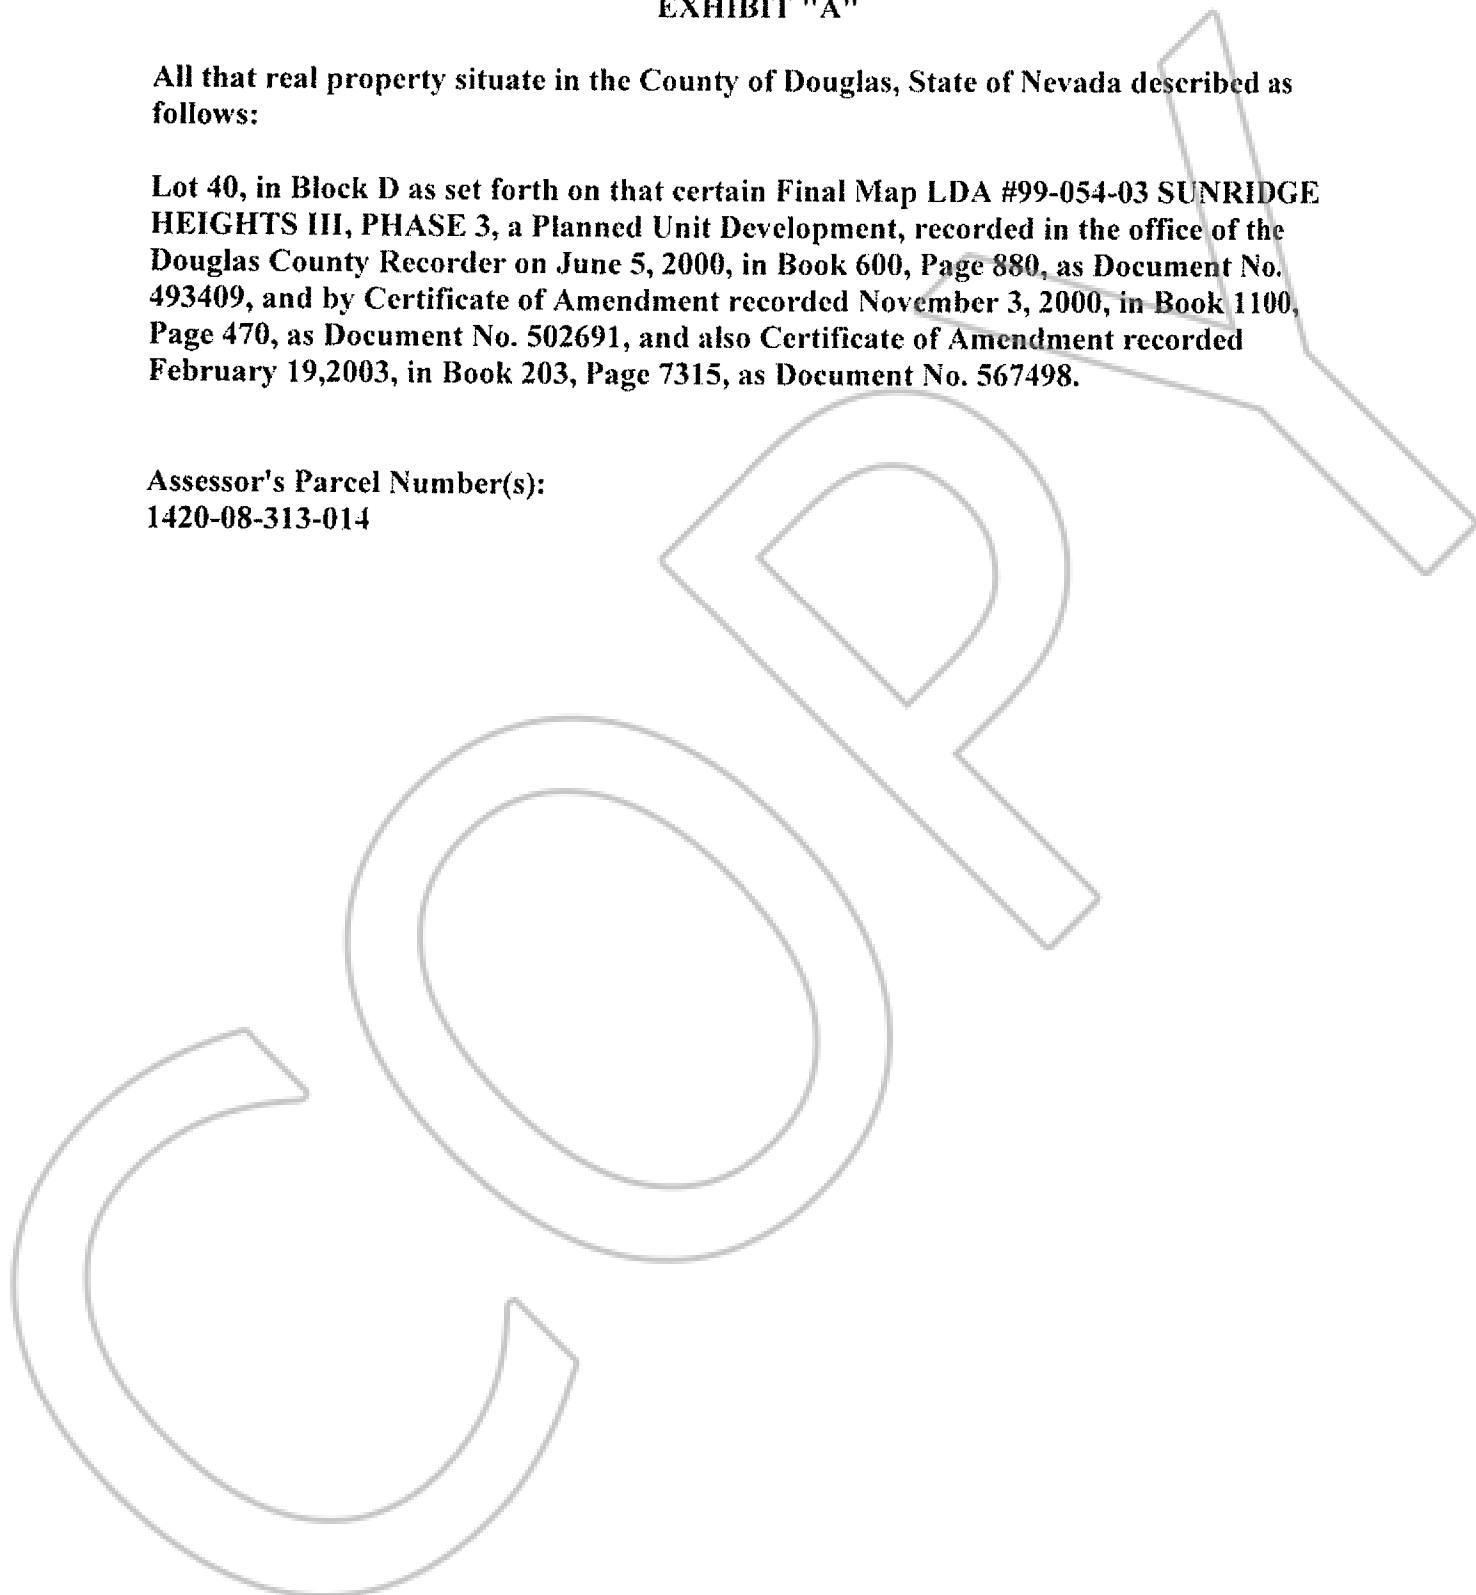 EXHIBIT "A"
All that real property situate in the County of Douglas, State of Nevada described as
follows:
Lot 40, in Block D as set forth on that certain Final Map LDA #99-054-03 SUNRIDGE
HEIGHTS III, PHASE 3, a Planned Unit Development, recorded in the office of the
Douglas County Recorder on June 5, 2000, in Book 600, Page 880, as Document No.
493409, and by Certificate of Amendment recorded November 3, 2000, in Book 1100,
Page 470, as Document No. 502691, and also Certificate of Amendment recorded
February 19,2003, in Book 203, Page 7315, as Document No. 567498.
Assessor's Parcel Number(s):
1420-08-313-014
COPY